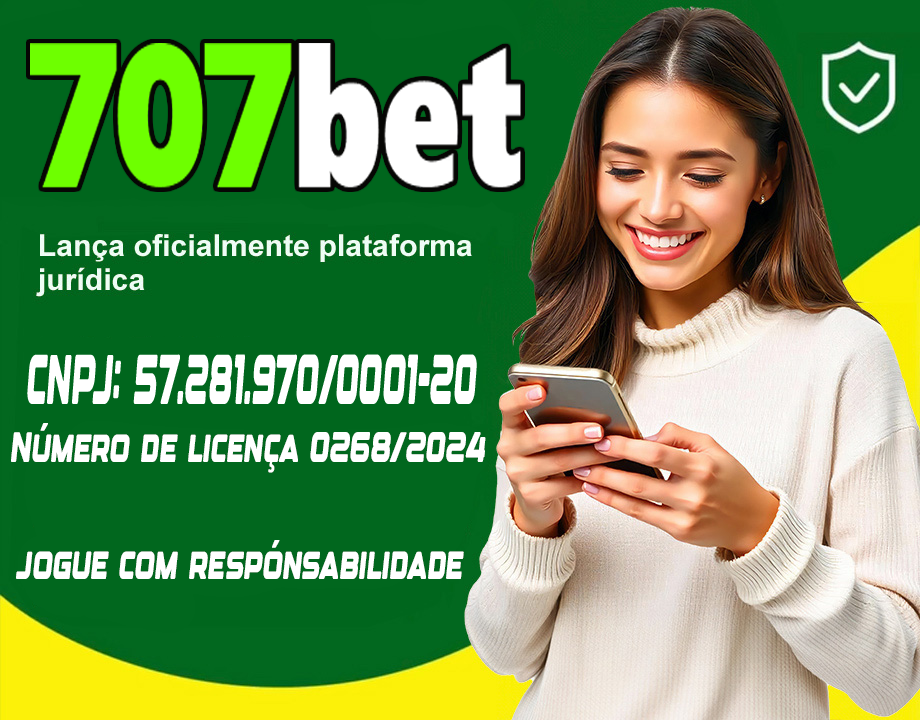 707bet
Lança oficialmente plataforma
jurídica
CNPJ: 57.281.970/0001-20
NÚMERO DE LICENÇA 0268/2024
JOGUE COM RESPÓNSABILIDADE